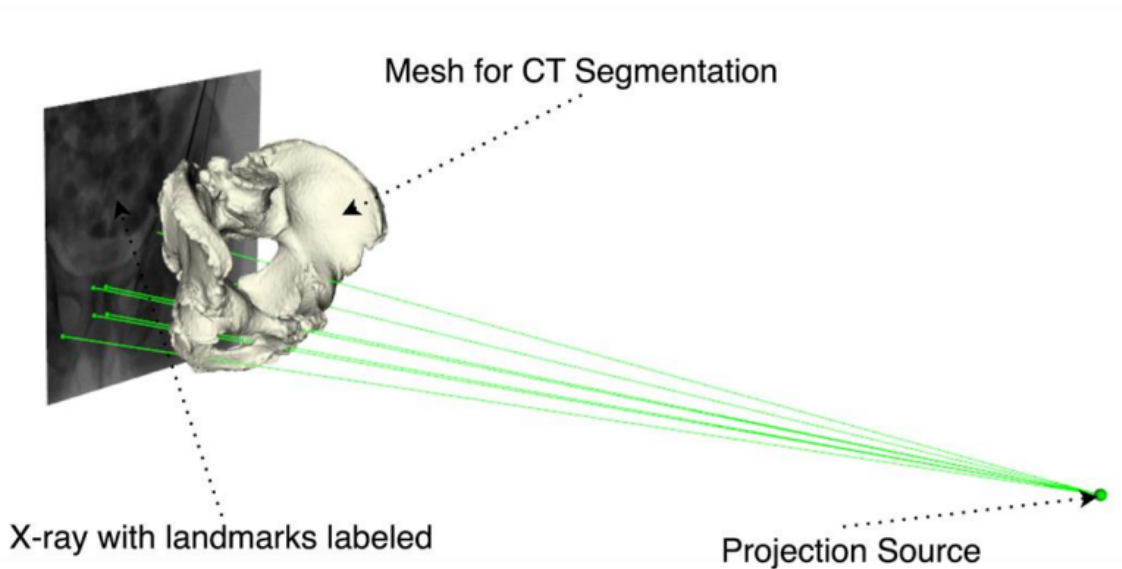 Mesh for CT Segmentation
X-ray with landmarks labeled
Projection Source